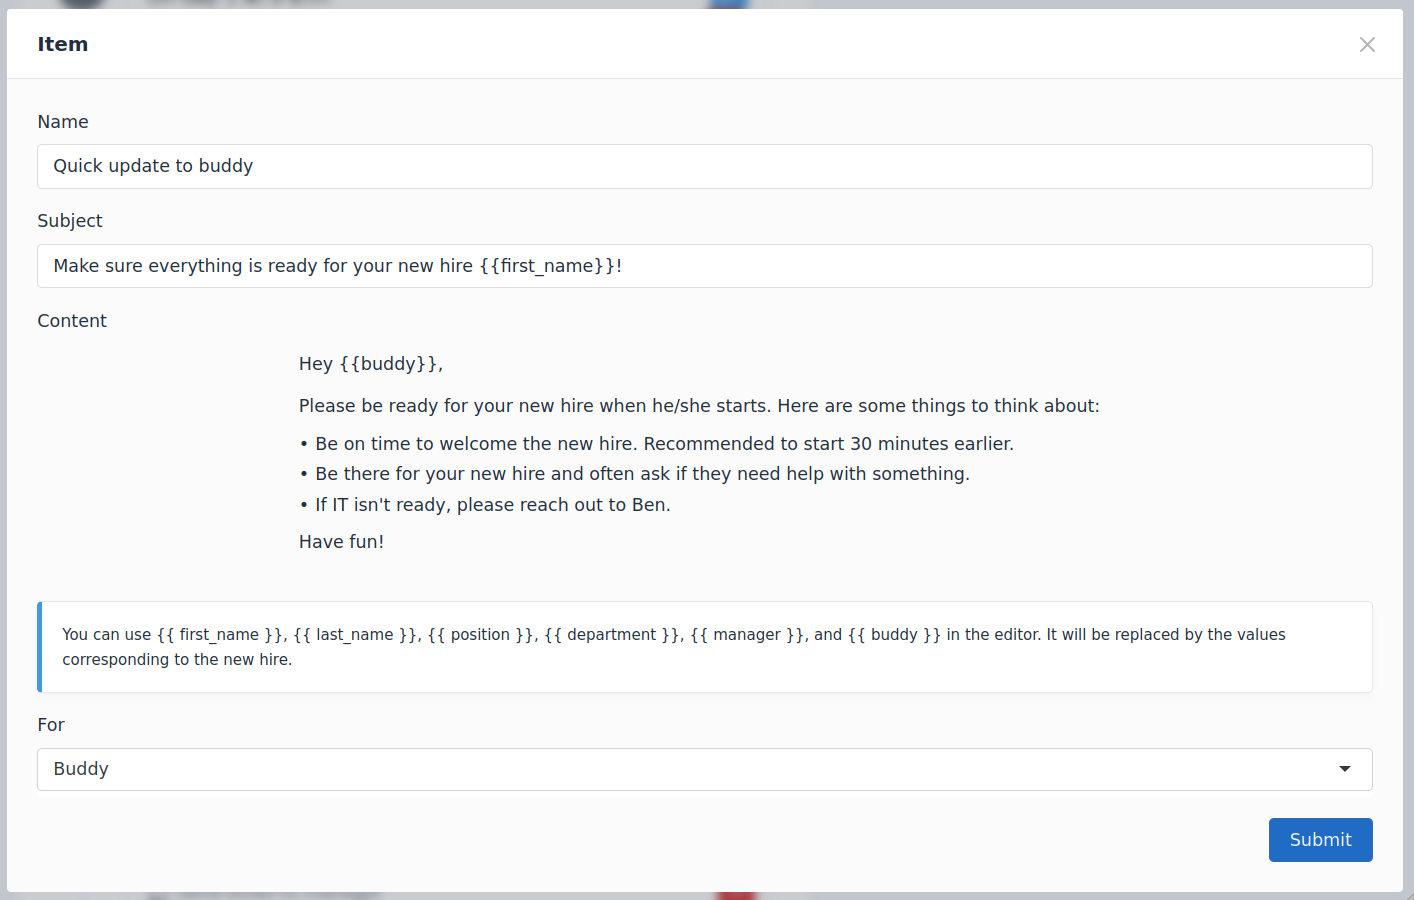 Item
Name
Quick update to buddy
Subject
Make sure everything is ready for your new hire {{first_name}}!
Content
Hey {{buddy}},
Please be ready for your new hire when he/she starts. Here are some things to think about:
• Be on time to welcome the new hire. Recommended to start 30 minutes earlier.
• Be there for your new hire and often ask if they need help with something.
• If IT isn't ready, please reach out to Ben.
Have fun!
You can use {{ first_name }}, {{ last_name }}, {{ position }}, {{ department }}, {{ manager }}, and {{ buddy }} in the editor. It will be replaced by the values
corresponding to the new hire.
For
Buddy
Submit